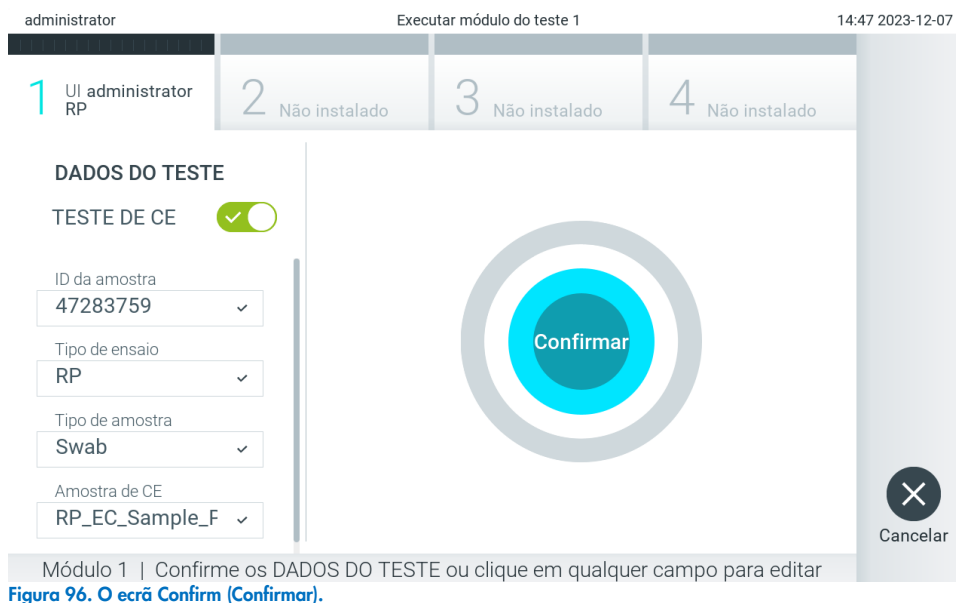 administrator Executar módulo do teste 1 14:47 2023-12-07
1 UI administrator
RP
2 Não instalado
3 Não instalado
4 Não instalado
DADOS DO TESTE
TESTE DE CE
ID da amostra
47283759
Tipo de ensaio
RP
Tipo de amostra
Swab
Amostra de CE
RP_EC_Sample_F
Confirmar
Cancelar
Módulo 1 | Confirme os DADOS DO TESTE ou clique em qualquer campo para editar
Figura 96. O ecrã Confirm (Confirmar).